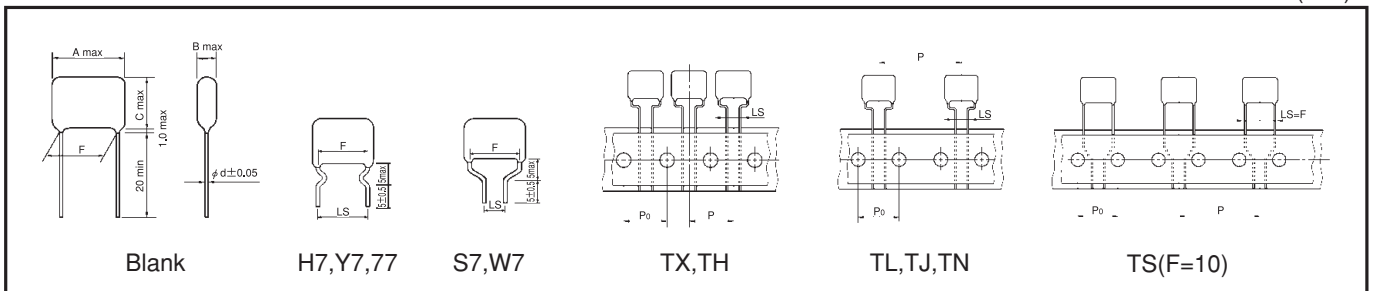 A max
B max
C max
1.0 max
F
20 min
φd±0.05
Blank
F
5max
5±0.5
LS
H7,Y7,77
F
5max
5±0.5
LS
S7,W7
LS
P0
P
TX,TH
P
LS
P0
TL,TJ,TN
LS=F
P0
P
TS(F=10)